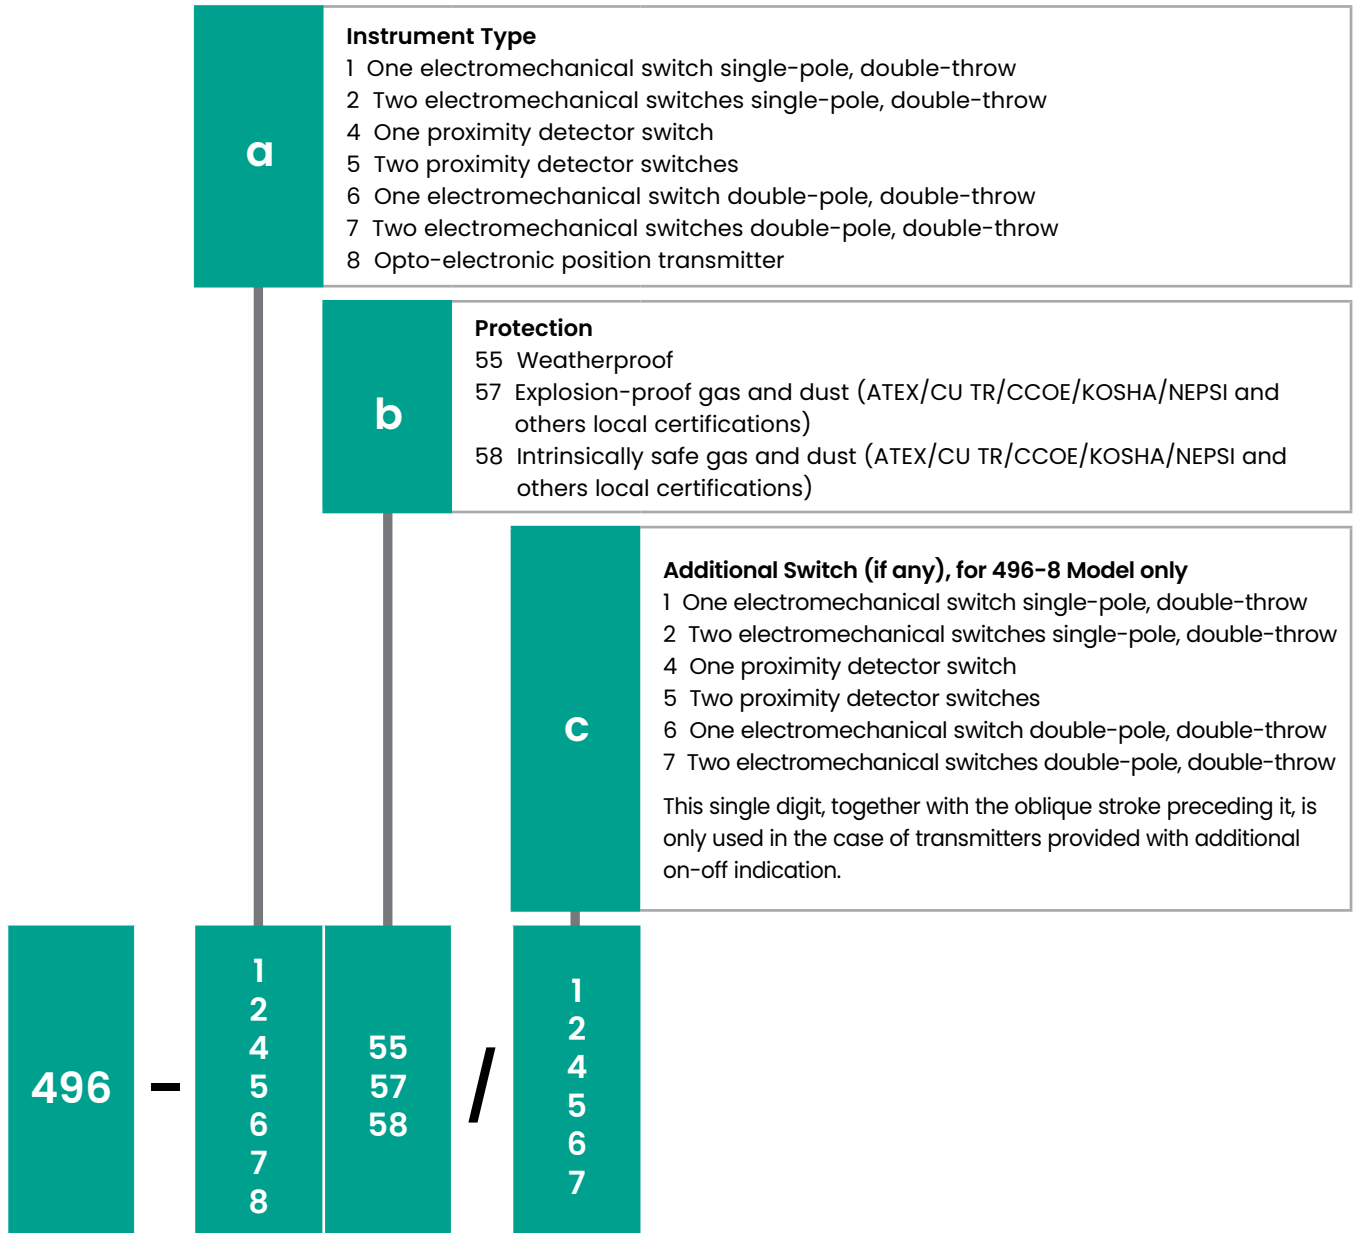 a
Instrument Type
1 One electromechanical switch single-pole, double-throw
2 Two electromechanical switches single-pole, double-throw
4 One proximity detector switch
5 Two proximity detector switches
6 One electromechanical switch double-pole, double-throw
7 Two electromechanical switches double-pole, double-throw
8 Opto-electronic position transmitter
b
Protection
55 Weatherproof
57 Explosion-proof gas and dust (ATEX/CU TR/CCOE/KOSHA/NEPSI and
others local certifications)
58 Intrinsically safe gas and dust (ATEX/CU TR/CCOE/KOSHA/NEPSI and
others local certifications)
c
Additional Switch (if any), for 496-8 Model only
1 One electromechanical switch single-pole, double-throw
2 Two electromechanical switches single-pole, double-throw
4 One proximity detector switch
5 Two proximity detector switches
6 One electromechanical switch double-pole, double-throw
7 Two electromechanical switches double-pole, double-throw
This single digit, together with the oblique stroke preceding it, is
only used in the case of transmitters provided with additional
on-off indication.
496
-
1
2
4
5
6
7
8
55
57
58
/
1
2
4
5
6
7